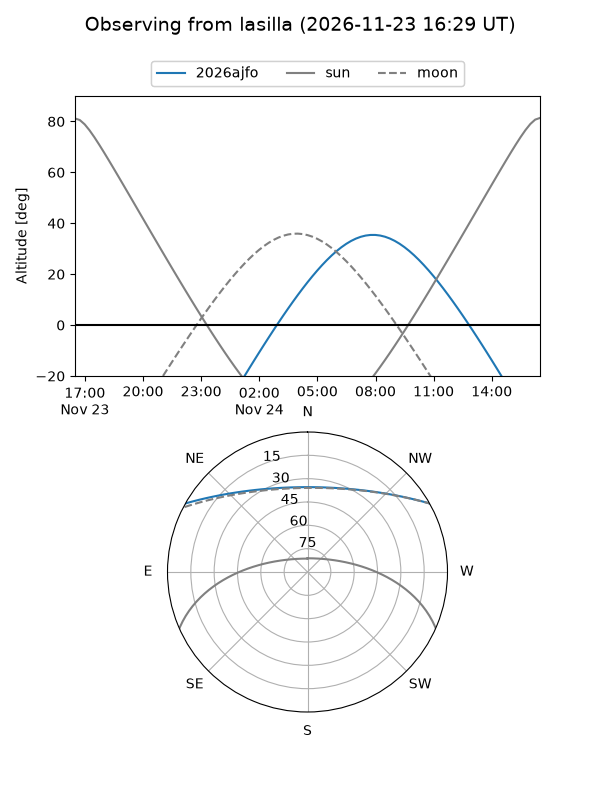 Observing from lasilla (2026-11-23 16:29 UT)
2026ajfo sun moon
Altitude [deg]
80
60
40
20
0
−20
17:00 20:00 23:00 02:00 05:00 08:00 11:00 14:00
Nov 23 Nov 24
N
NE NW
15
30
45
60
75
E W
SE SW
S